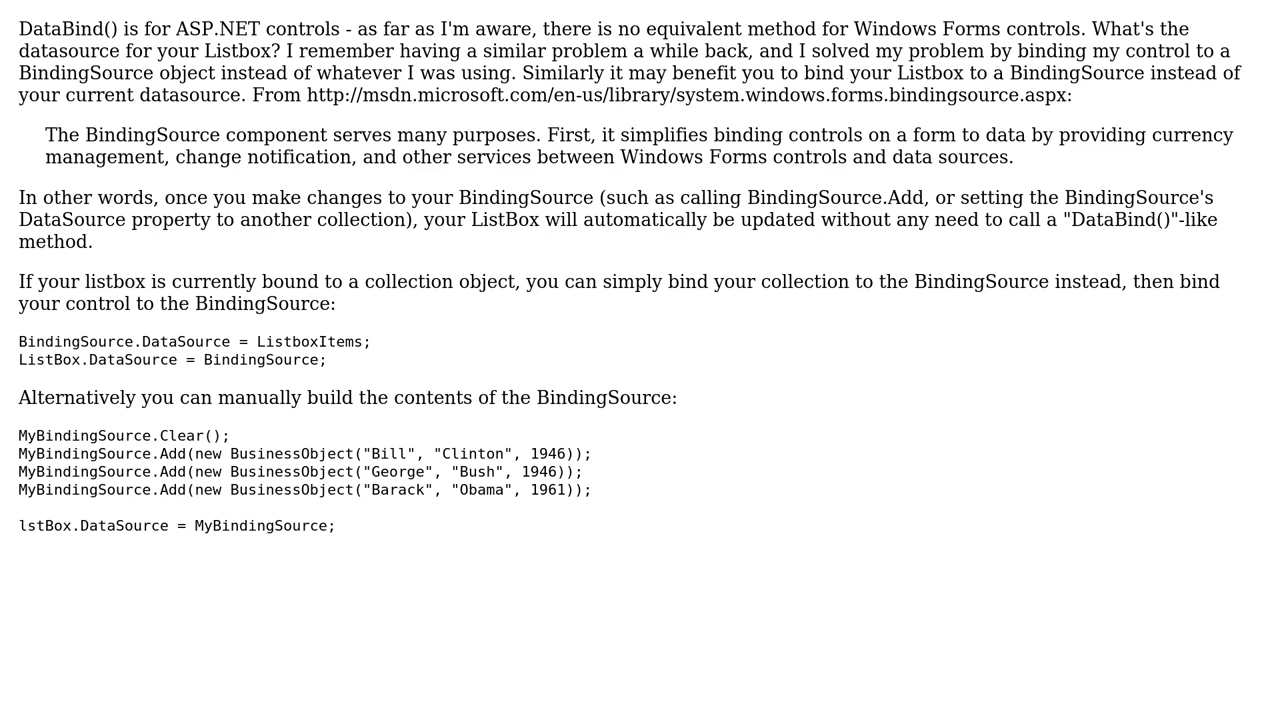 DataBind() is for ASP.NET controls - as far as I'm aware, there is no equivalent method for Windows Forms controls. What's the
datasource for your Listbox? I remember having a similar problem a while back, and I solved my problem by binding my control to a
BindingSource object instead of whatever I was using. Similarly it may benefit you to bind your Listbox to a BindingSource instead of
your current datasource. From http://msdn.microsoft.com/en-us/library/system.windows.forms.bindingsource.aspx:
The BindingSource component serves many purposes. First, it simplifies binding controls on a form to data by providing currency
management, change notification, and other services between Windows Forms controls and data sources.
In other words, once you make changes to your BindingSource (such as calling BindingSource.Add, or setting the BindingSource's
DataSource property to another collection), your ListBox will automatically be updated without any need to call a "DataBind()"-like
method.
If your listbox is currently bound to a collection object, you can simply bind your collection to the BindingSource instead, then bind
your control to the BindingSource:
BindingSource.DataSource = ListboxItems;
ListBox.DataSource = BindingSource;
Alternatively you can manually build the contents of the BindingSource:
MyBindingSource.Clear();
MyBindingSource.Add(new BusinessObject("Bill", "Clinton", 1946));
MyBindingSource.Add(new BusinessObject("George", "Bush", 1946));
MyBindingSource.Add(new BusinessObject("Barack", "Obama", 1961));
lstBox.DataSource = MyBindingSource;